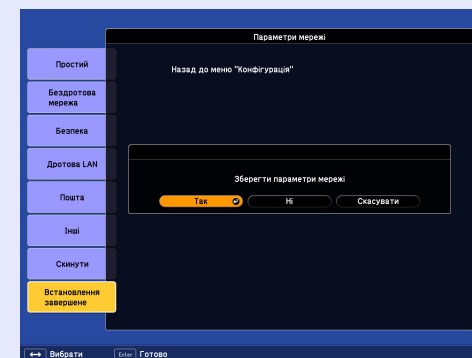 Параметри мережі
Простий
Назад до меню "Конфігурація"
Бездротова
мережа
Безпека
Дротова LAN
Зберегти параметри мережі
Так
Ні
Скасувати
Пошта
Інші
Скинути
Встановлення
завершене
Вибрати
Enter Готово